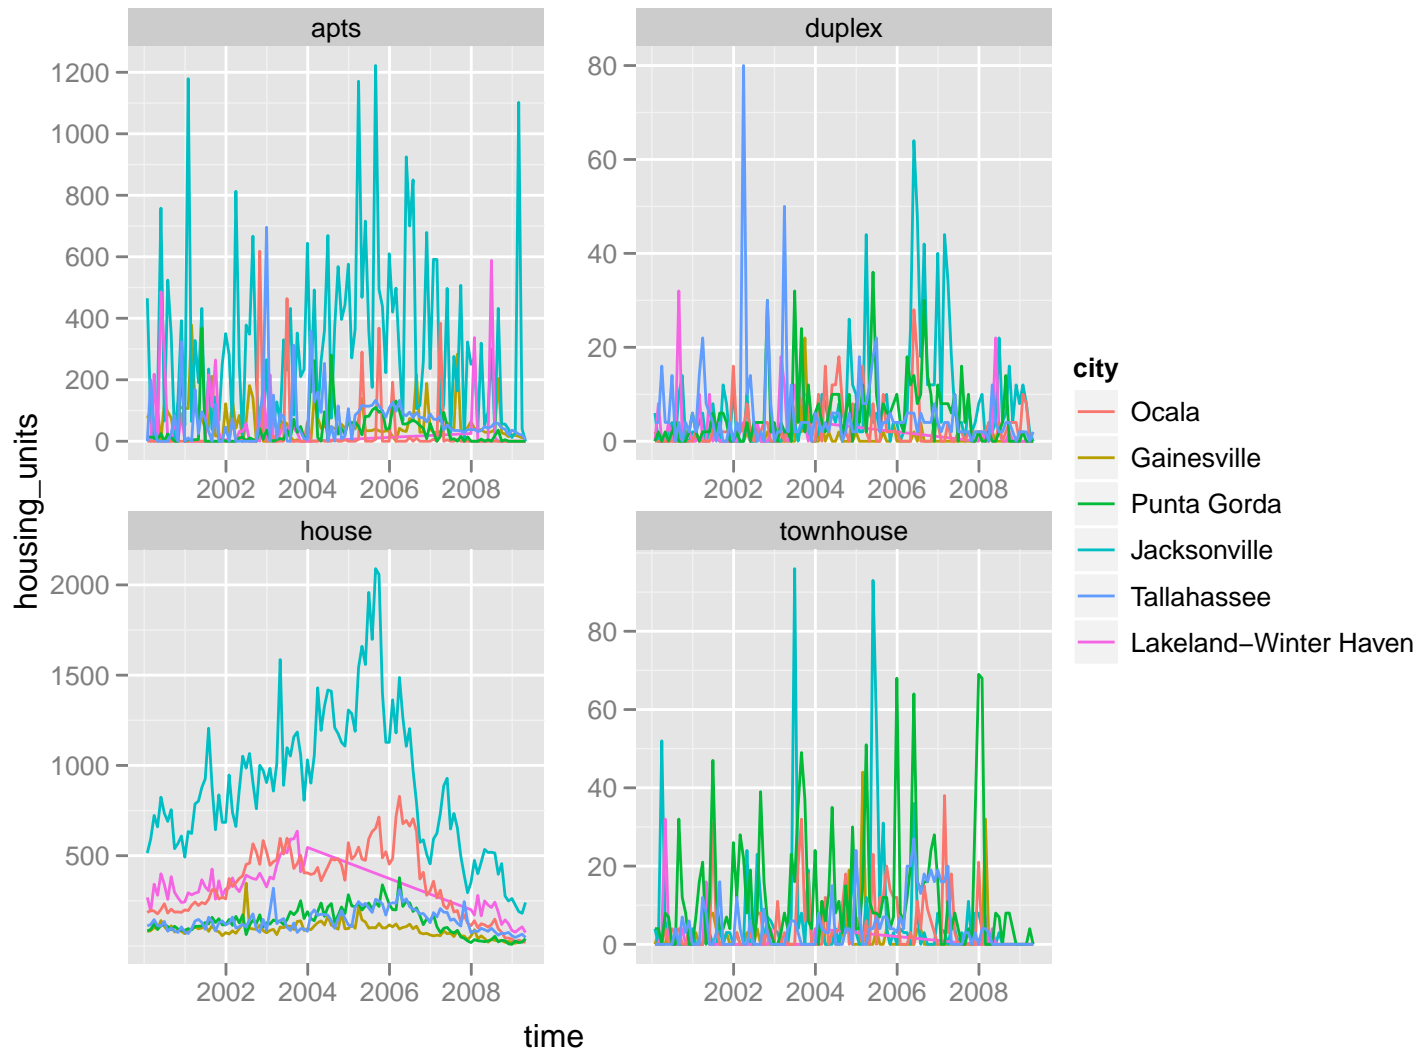 apts
duplex
1200
1000
800
600
400
200
0
80
60
40
20
0
2002 2004 2006 2008
2002 2004 2006 2008
house
townhouse
2000
1500
1000
500
80
60
40
20
0
2002 2004 2006 2008
2002 2004 2006 2008
housing_units
time
city
Ocala
Gainesville
Punta Gorda
Jacksonville
Tallahassee
Lakeland−Winter Haven